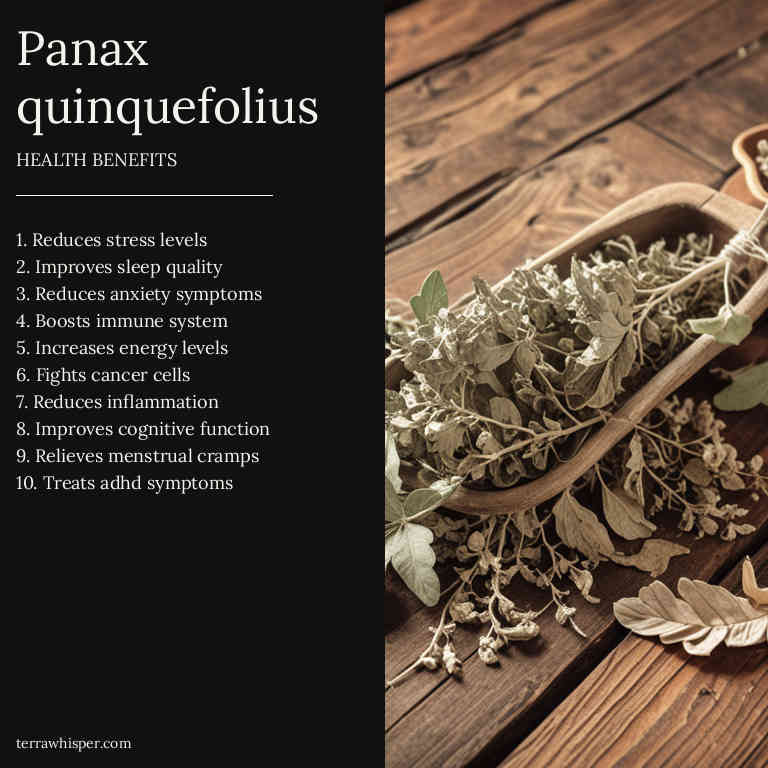 Panax
quinquefolius
HEALTH BENEFITS
1. Reduces stress levels
2. Improves sleep quality
3. Reduces anxiety symptoms
4. Boosts immune system
5. Increases energy levels
6. Fights cancer cells
7. Reduces inflammation
8. Improves cognitive function
9. Relieves menstrual cramps
10. Treats adhd symptoms
terrawhisper.com